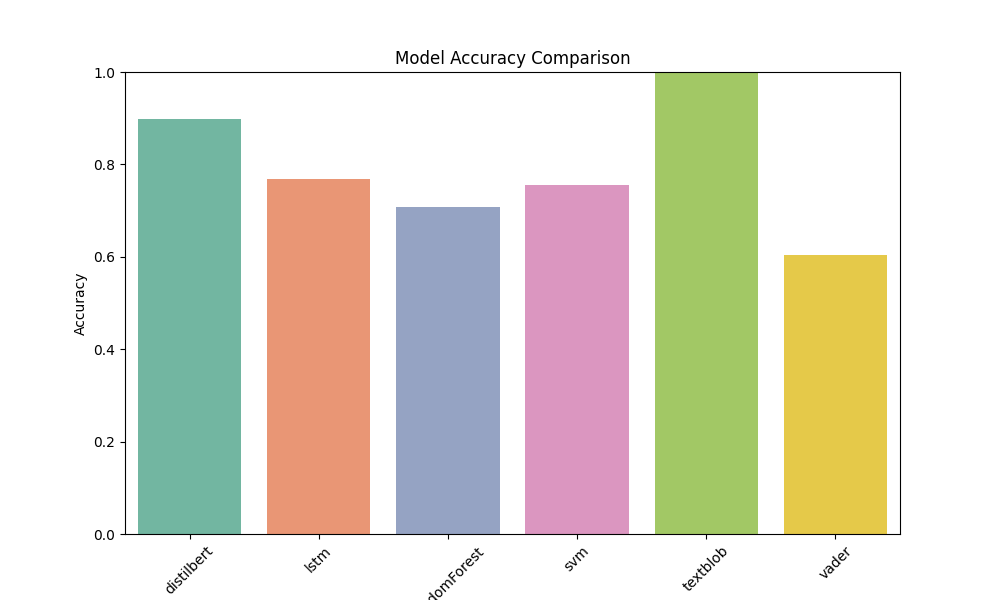 Model Accuracy Comparison
Accuracy
1.0
0.8
0.6
0.4
0.2
0.0
distilbert
lstm
domForest
svm
textblob
vader